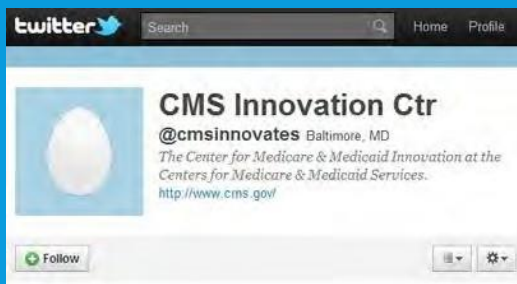 twitter Search Home Profile
CMS Innovation Ctr
@cmsinnovates Baltimore, MD
The Center for Medicare & Medicaid Innovation at the
Centers for Medicare & Medicaid Services.
http://www.cms.gov/
Follow